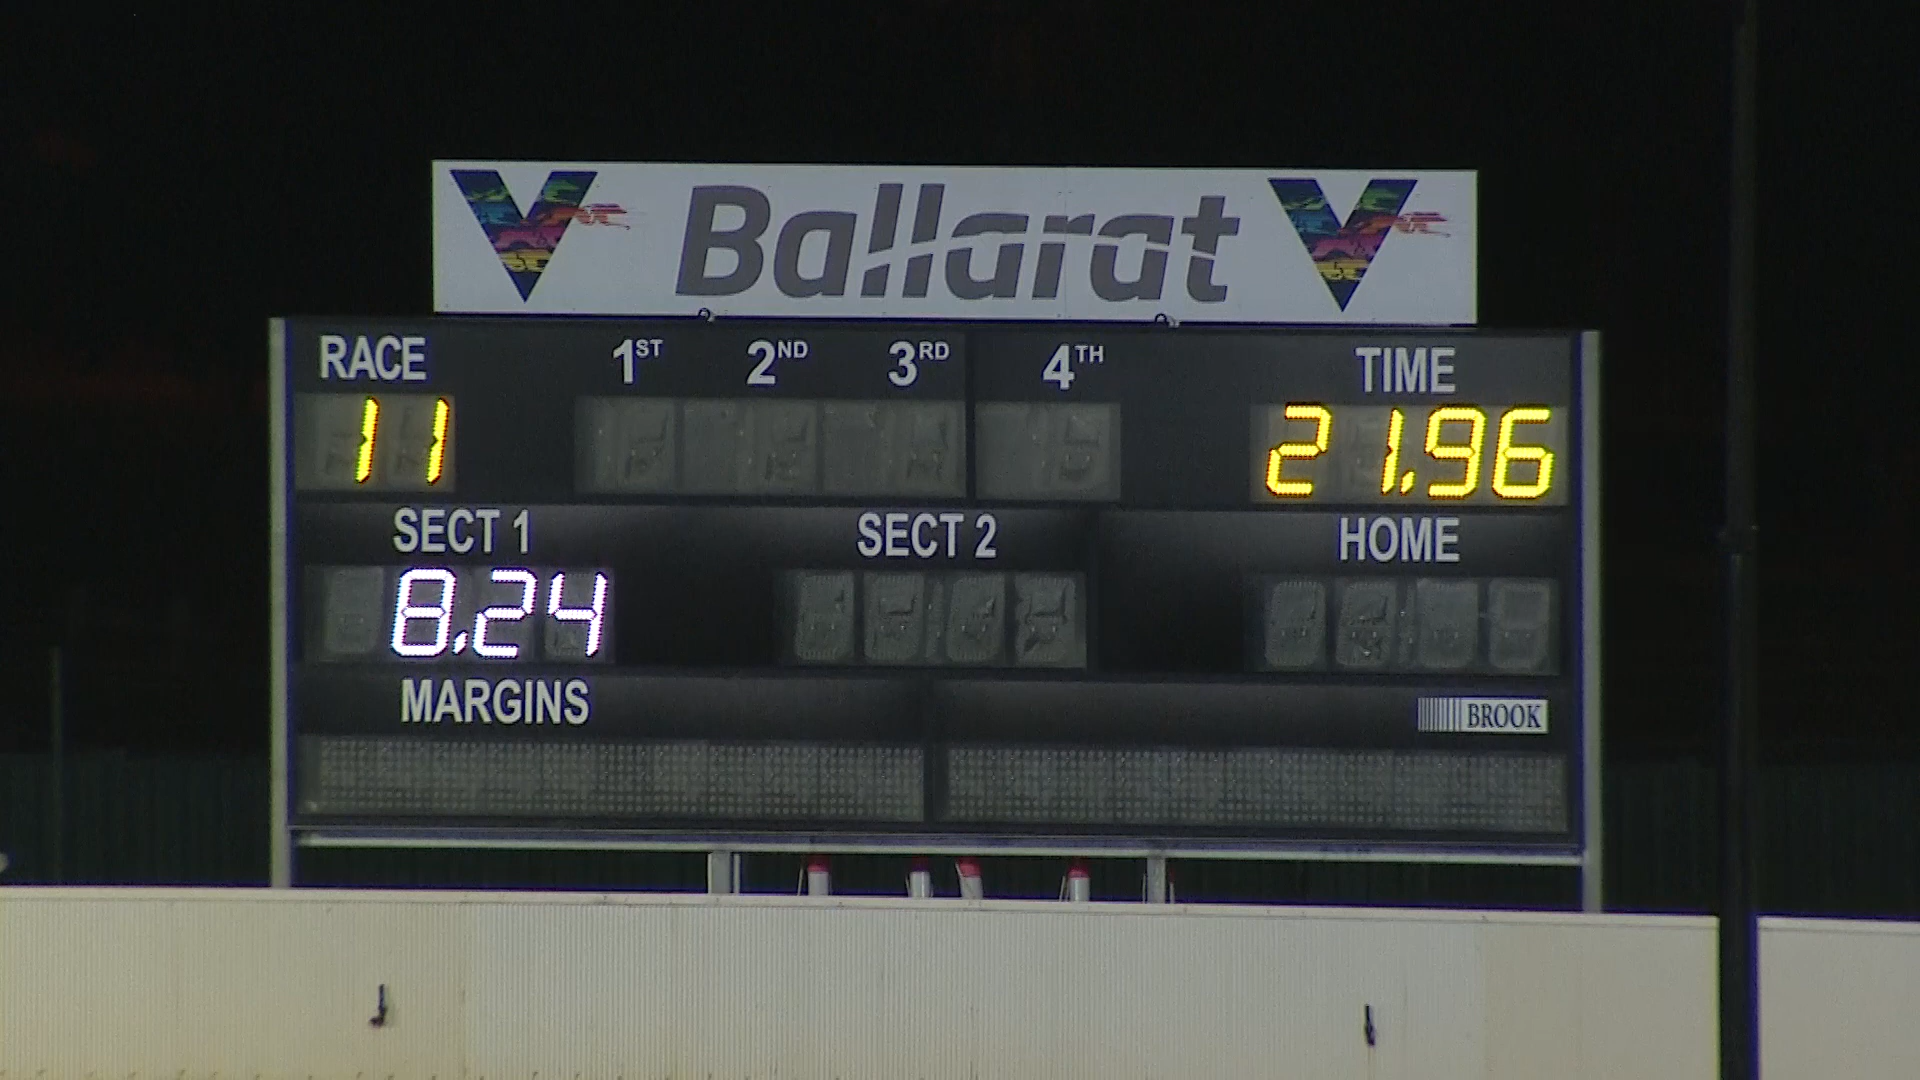 Ballarat
RACE 1ST 2ND 3RD 4TH TIME
11 21.96
SECT 1 SECT 2 HOME
8.24
MARGINS
BROOK